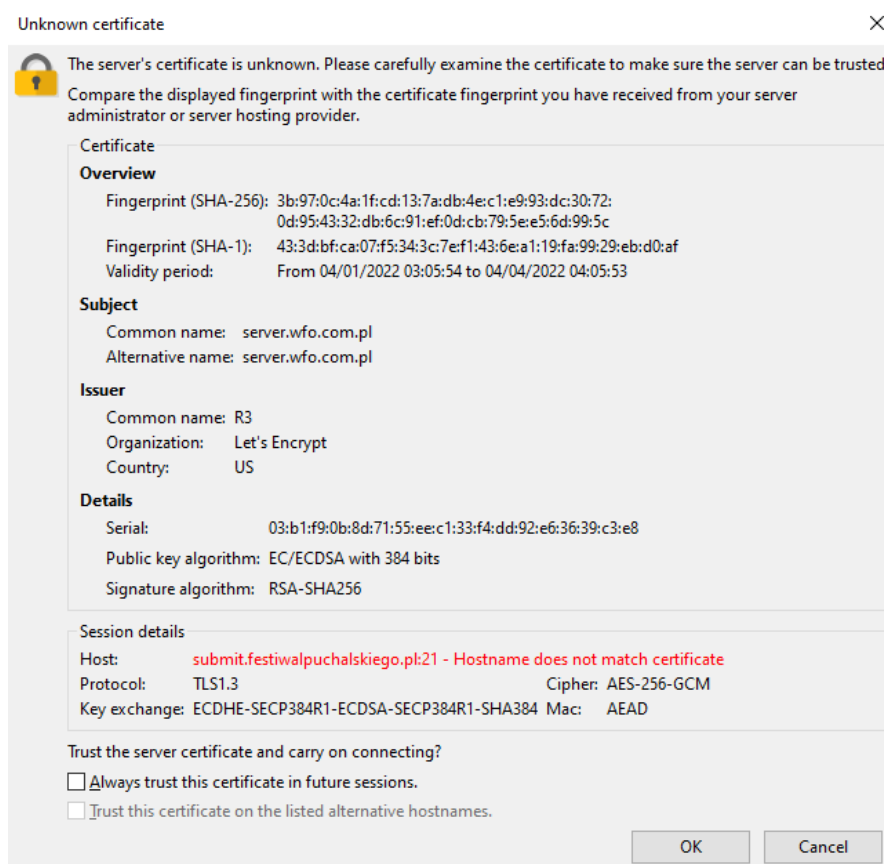 Unknown certificate
The server's certificate is unknown. Please carefully examine the certificate to make sure the server can be trusted
Compare the displayed fingerprint with the certificate fingerprint you have received from your server
administrator or server hosting provider.
Certificate
Overview
Fingerprint (SHA-256): 3b:97:0c:4a:1f:cd:13:7a:db:4e:c1:e9:93:dc:30:72:
0d:95:43:32:db:6c:91:ef:0d:cb:79:5e:e5:6d:99:5c
Fingerprint (SHA-1): 43:3d:bf:ca:07:f5:34:3c:7e:f1:43:6e:a1:19:fa:99:29:eb:d0:af
Validity period: From 04/01/2022 03:05:54 to 04/04/2022 04:05:53
Subject
Common name: server.wfo.com.pl
Alternative name: server.wfo.com.pl
Issuer
Common name: R3
Organization: Let's Encrypt
Country: US
Details
Serial: 03:b1:f9:0b:8d:71:55:ee:c1:33:f4:dd:92:e6:36:39:c3:e8
Public key algorithm: EC/ECDSA with 384 bits
Signature algorithm: RSA-SHA256
Session details
Host: submit.festiwalpuchalskiego.pl:21 - Hostname does not match certificate
Protocol: TLS1.3 Cipher: AES-256-GCM
Key exchange: ECDHE-SECP384R1-ECDSA-SECP384R1-SHA384 Mac: AEAD
Trust the server certificate and carry on connecting?
Always trust this certificate in future sessions.
Trust this certificate on the listed alternative hostnames.
OK Cancel